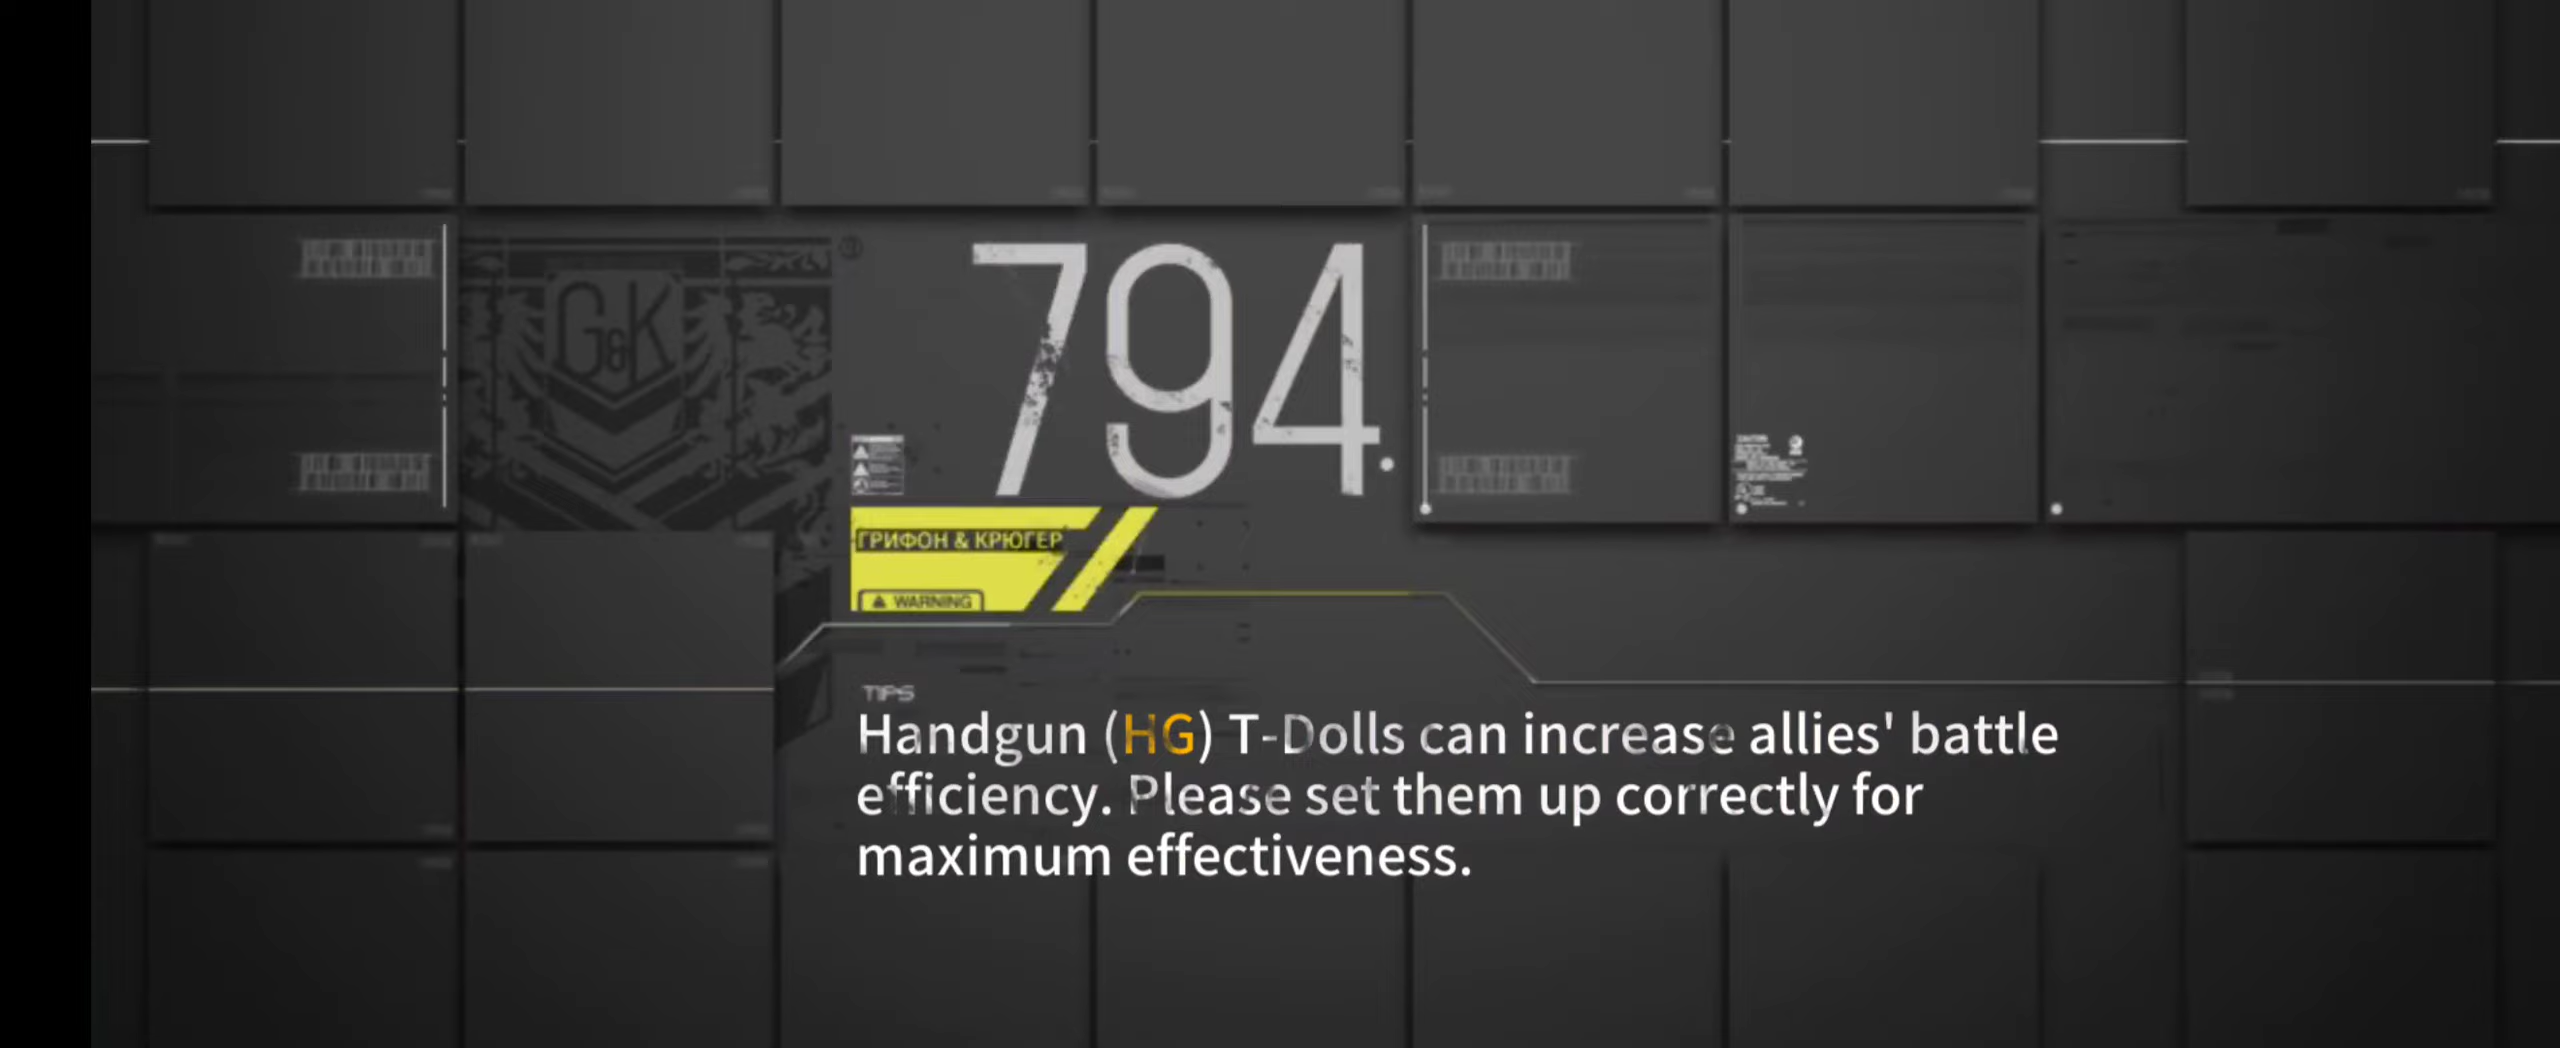 G&K
794.
ГРИФОН & КРЮГЕР
WARNING
TIPS
Handgun (HG) T-Dolls can increase allies' battle
efficiency. Please set them up correctly for
maximum effectiveness.